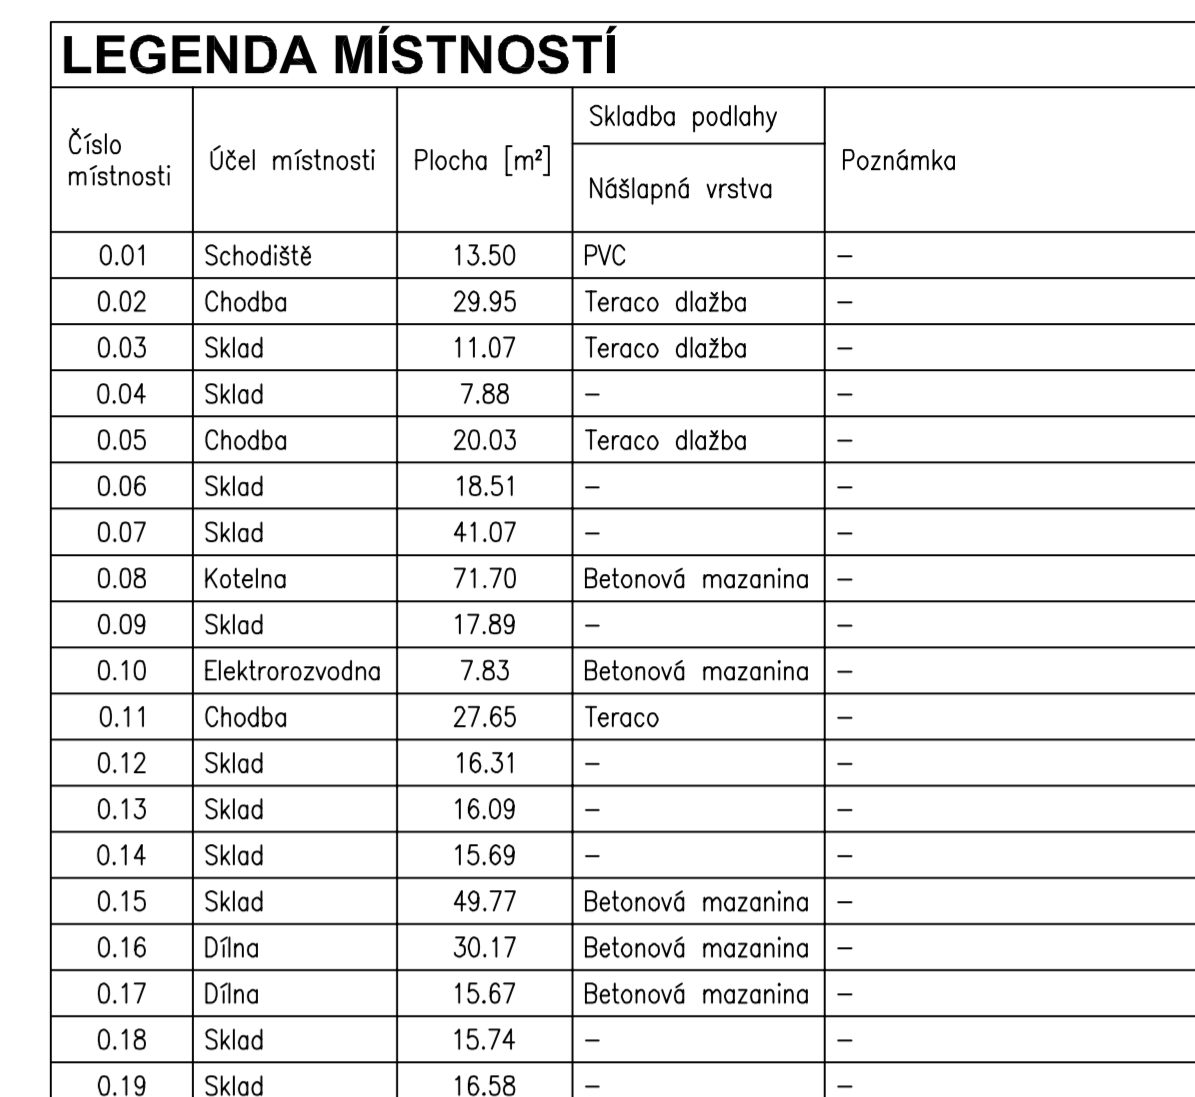 LEGENDA MÍSTNOSTÍ
Číslo místnosti Účel místnosti Plocha [m²] Skladba podlahy Nášlapná vrstva Poznámka
0.01 Schodiště 13.50 PVC –
0.02 Chodba 29.95 Teraco dlažba –
0.03 Sklad 11.07 Teraco dlažba –
0.04 Sklad 7.88 – –
0.05 Chodba 20.03 Teraco dlažba –
0.06 Sklad 18.51 – –
0.07 Sklad 41.07 – –
0.08 Kotelna 71.70 Betonová mazanina –
0.09 Sklad 17.89 – –
0.10 Elektrorozvodna 7.83 Betonová mazanina –
0.11 Chodba 27.65 Teraco –
0.12 Sklad 16.31 – –
0.13 Sklad 16.09 – –
0.14 Sklad 15.69 – –
0.15 Sklad 49.77 Betonová mazanina –
0.16 Dílna 30.17 Betonová mazanina –
0.17 Dílna 15.67 Betonová mazanina –
0.18 Sklad 15.74 – –
0.19 Sklad 16.58 – –